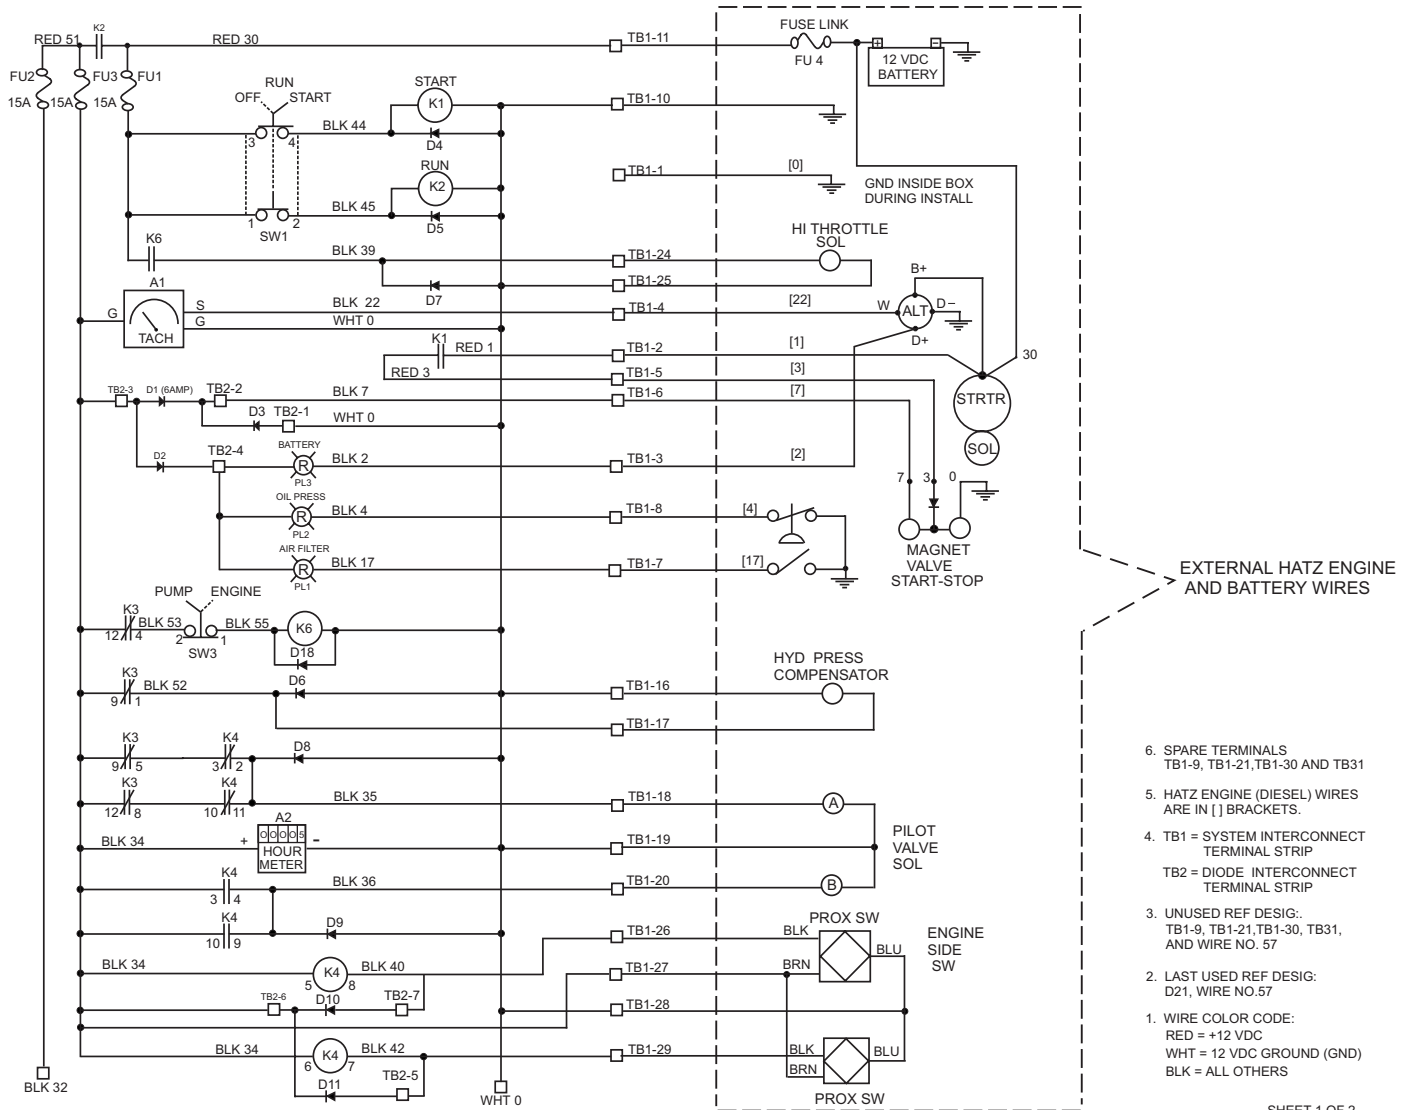 FUSE LINK
K2
RED 51
RED 30
TB1-11
FU 4
+
-
12 VDC
BATTERY
FU2
FU3
FU1
15A
15A
15A
RUN
OFF
START
START
K1
TB1-10
BLK 44
3
4
D4
RUN
K2
TB1-1
[0]
GND INSIDE BOX
DURING INSTALL
BLK 45
1
2
SW1
D5
HI THROTTLE
SOL
K6
BLK 39
TB1-24
D7
TB1-25
B+
A1
G
S
G
TACH
BLK 22
WHT 0
TB1-4
[22]
W
ALT
D-
D+
K1
RED 1
TB1-2
[1]
30
RED 3
TB1-5
[3]
TB2-3
D1 (6AMP)
TB2-2
BLK 7
TB1-6
[7]
STRTR
D3
TB2-1
WHT 0
SOL
D2
TB2-4
BATTERY
R
PL3
BLK 2
TB1-3
[2]
7
3
0
OIL PRESS
R
PL2
BLK 4
TB1-8
[4]
AIR FILTER
R
PL1
BLK 17
TB1-7
[17]
MAGNET
VALVE
START-STOP
EXTERNAL HATZ ENGINE
AND BATTERY WIRES
PUMP
ENGINE
K3
12
4
BLK 53
2
1
SW3
BLK 55
K6
D18
HYD PRESS
COMPENSATOR
K3
9
1
BLK 52
D6
TB1-16
TB1-17
K3
9
5
K4
3
2
D8
K3
12
8
K4
10
11
BLK 35
TB1-18
A
A2
BLK 34
+
0 0 0 0 5
-
HOUR
METER
TB1-19
PILOT
VALVE
SOL
K4
3
4
BLK 36
TB1-20
B
K4
10
9
D9
TB1-26
PROX SW
BLK
BLU
BRN
ENGINE
SIDE
SW
BLK 34
K4
5
8
BLK 40
TB1-27
TB2-6
D10
TB2-7
TB1-28
BLK 34
K4
6
7
BLK 42
TB1-29
BLK
BLU
BRN
D11
TB2-5
PROX SW
BLK 32
WHT 0
6. SPARE TERMINALS
TB1-9, TB1-21,TB1-30 AND TB31
5. HATZ ENGINE (DIESEL) WIRES
ARE IN [ ] BRACKETS.
4. TB1 = SYSTEM INTERCONNECT
TERMINAL STRIP
TB2 = DIODE INTERCONNECT
TERMINAL STRIP
3. UNUSED REF DESIG:.
TB1-9, TB1-21,TB1-30, TB31,
AND WIRE NO. 57
2. LAST USED REF DESIG:
D21, WIRE NO.57
1. WIRE COLOR CODE:
RED = +12 VDC
WHT = 12 VDC GROUND (GND)
BLK = ALL OTHERS
SHEET 1 OF 2